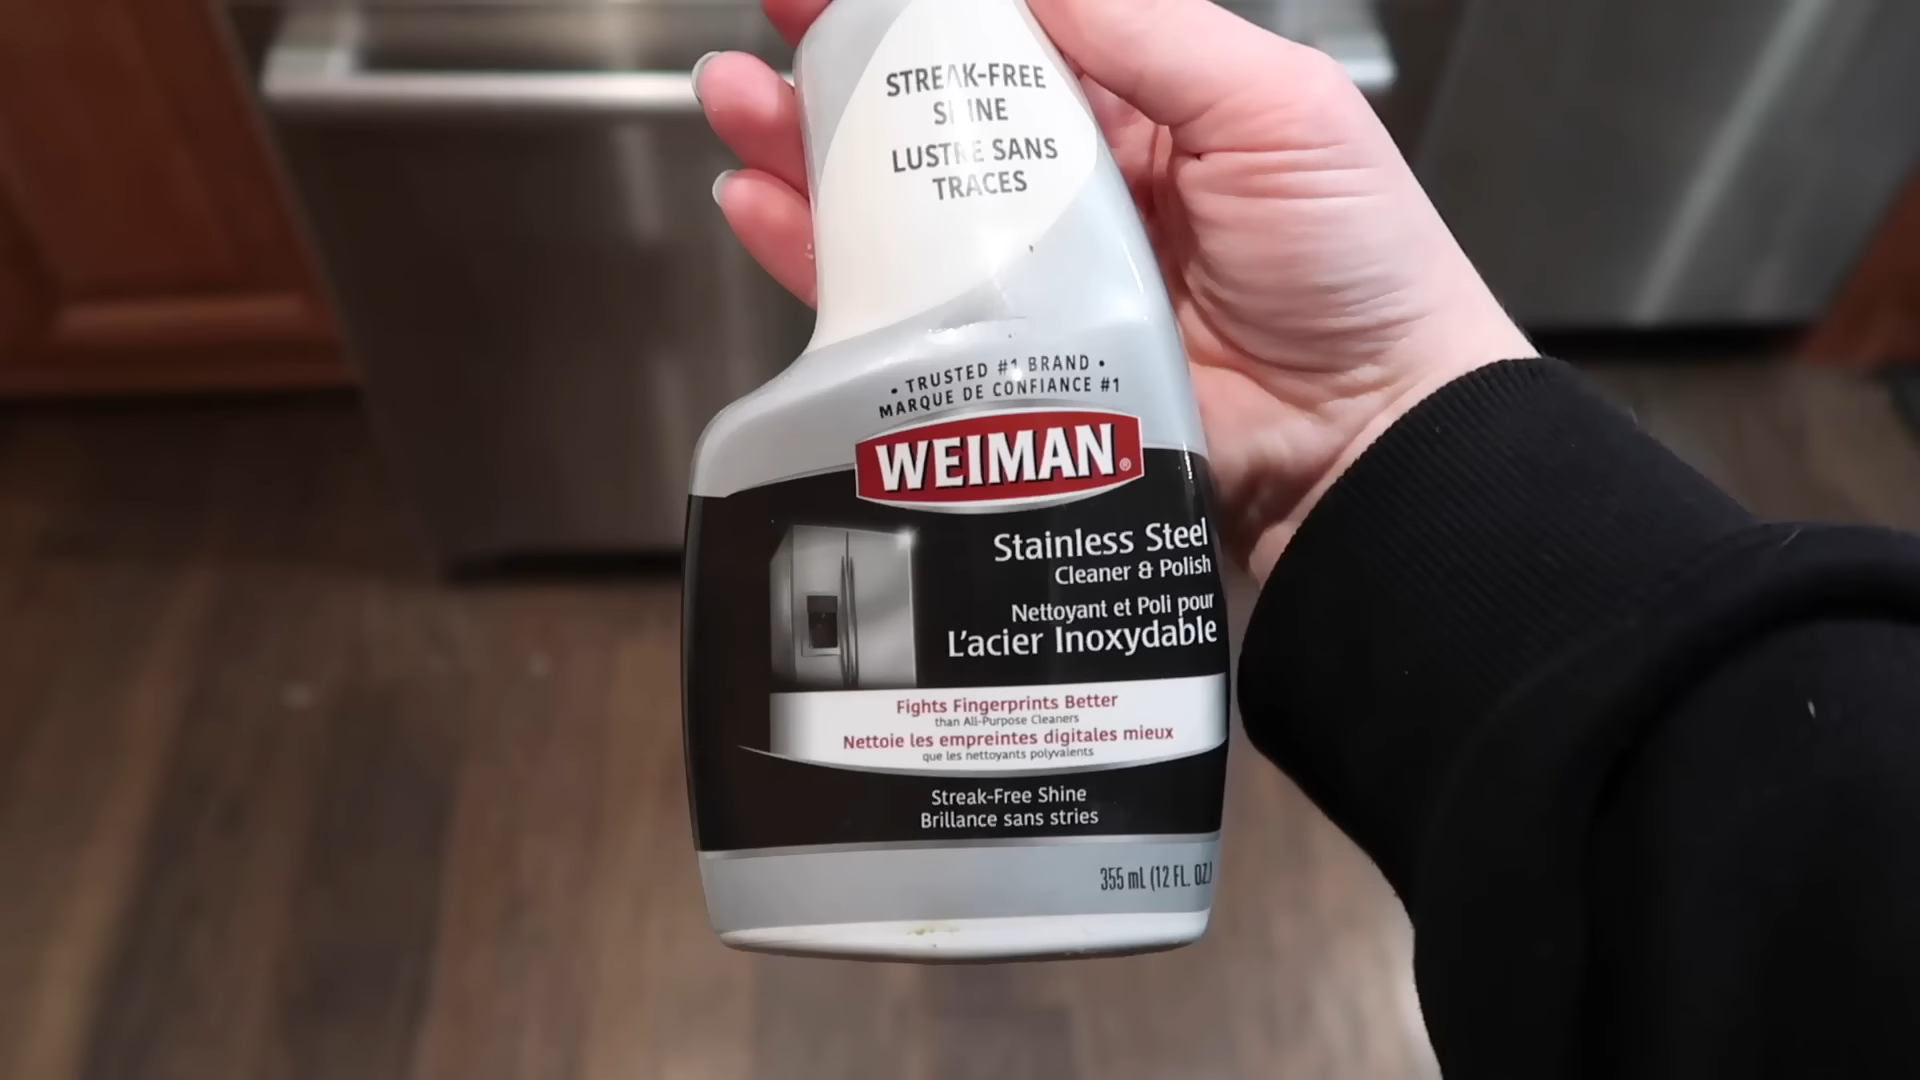 STREAK-FREE
SHINE
LUSTRE SANS
TRACES
• TRUSTED #1 BRAND •
MARQUE DE CONFIANCE #1
WEIMAN®
Stainless Steel
Cleaner & Polish
Nettoyant et Poli pour
L'acier Inoxydable
Fights Fingerprints Better
than All-Purpose Cleaners
Nettoie les empreintes digitales mieux
que les nettoyants polyvalents
Streak-Free Shine
Brillance sans stries
355 mL (12 FL. OZ.)